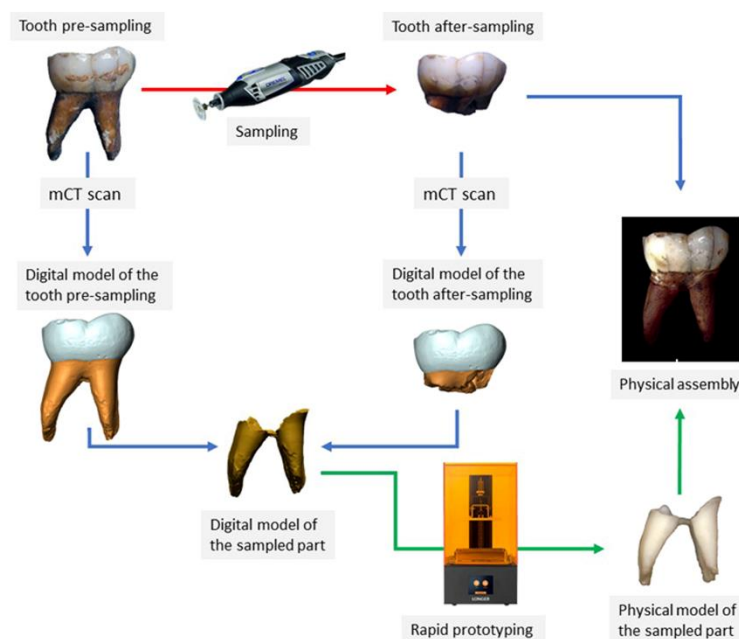 Tooth pre-sampling
Tooth after-sampling
Sampling
mCT scan
mCT scan
Digital model of the
tooth pre-sampling
Digital model of the
tooth after-sampling
Physical assembly
Digital model of
the sampled part
LONGER
Rapid prototyping
Physical model of
the sampled part